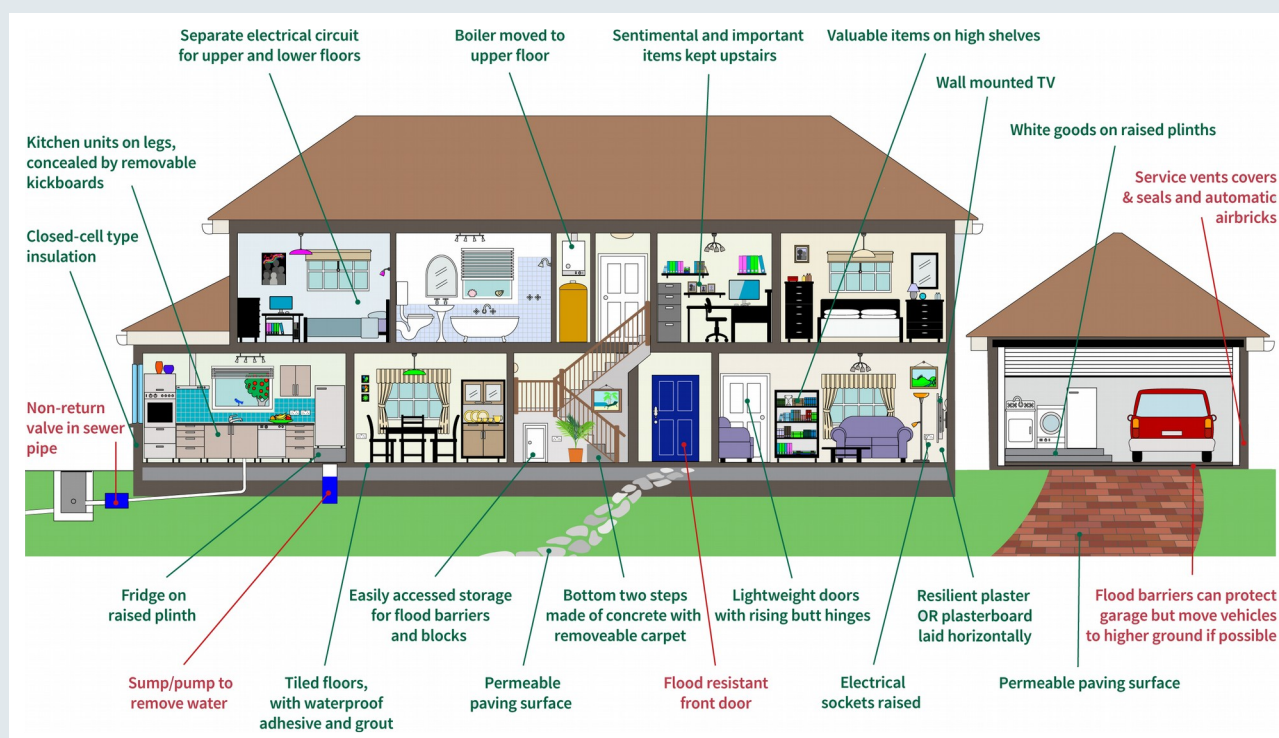 Separate electrical circuit
for upper and lower floors
Boiler moved to
upper floor
Sentimental and important
items kept upstairs
Valuable items on high shelves
Wall mounted TV
White goods on raised plinths
Service vents covers
& seals and automatic
airbricks
Kitchen units on legs,
concealed by removable
kickboards
Closed-cell type
insulation
Non-return
valve in sewer
pipe
Fridge on
raised plinth
Easily accessed storage
for flood barriers
and blocks
Bottom two steps
made of concrete with
removeable carpet
Lightweight doors
with rising butt hinges
Resilient plaster
OR plasterboard
laid horizontally
Flood barriers can protect
garage but move vehicles
to higher ground if possible
Sump/pump to
remove water
Tiled floors,
with waterproof
adhesive and grout
Permeable
paving surface
Flood resistant
front door
Electrical
sockets raised
Permeable paving surface